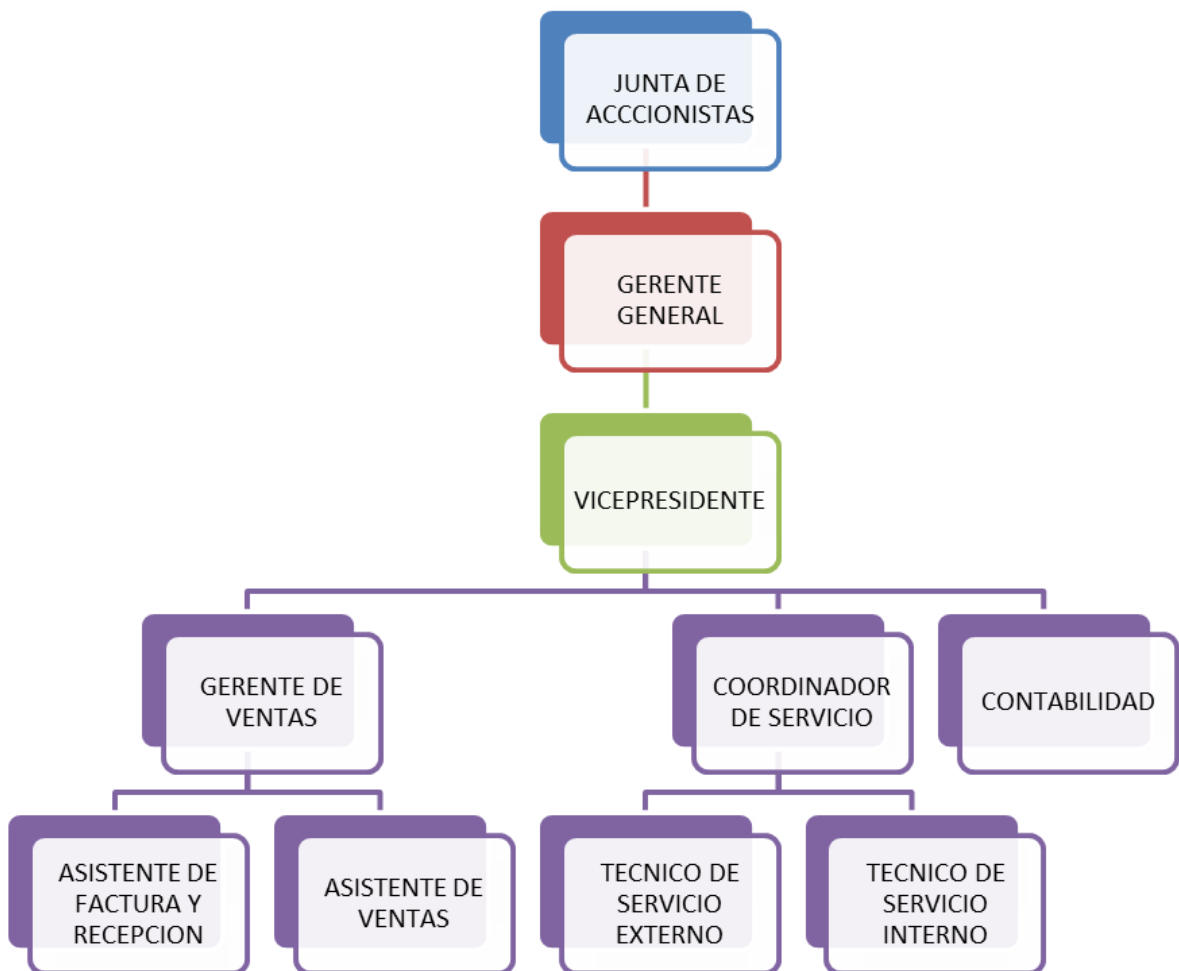 JUNTA DE
ACCCIONISTAS
GERENTE
GENERAL
VICEPRESIDENTE
GERENTE DE
VENTAS
COORDINADOR
DE SERVICIO
CONTABILIDAD
ASISTENTE DE
FACTURA Y
RECEPCION
ASISTENTE DE
VENTAS
TECNICO DE
SERVICIO
EXTERNO
TECNICO DE
SERVICIO
INTERNO